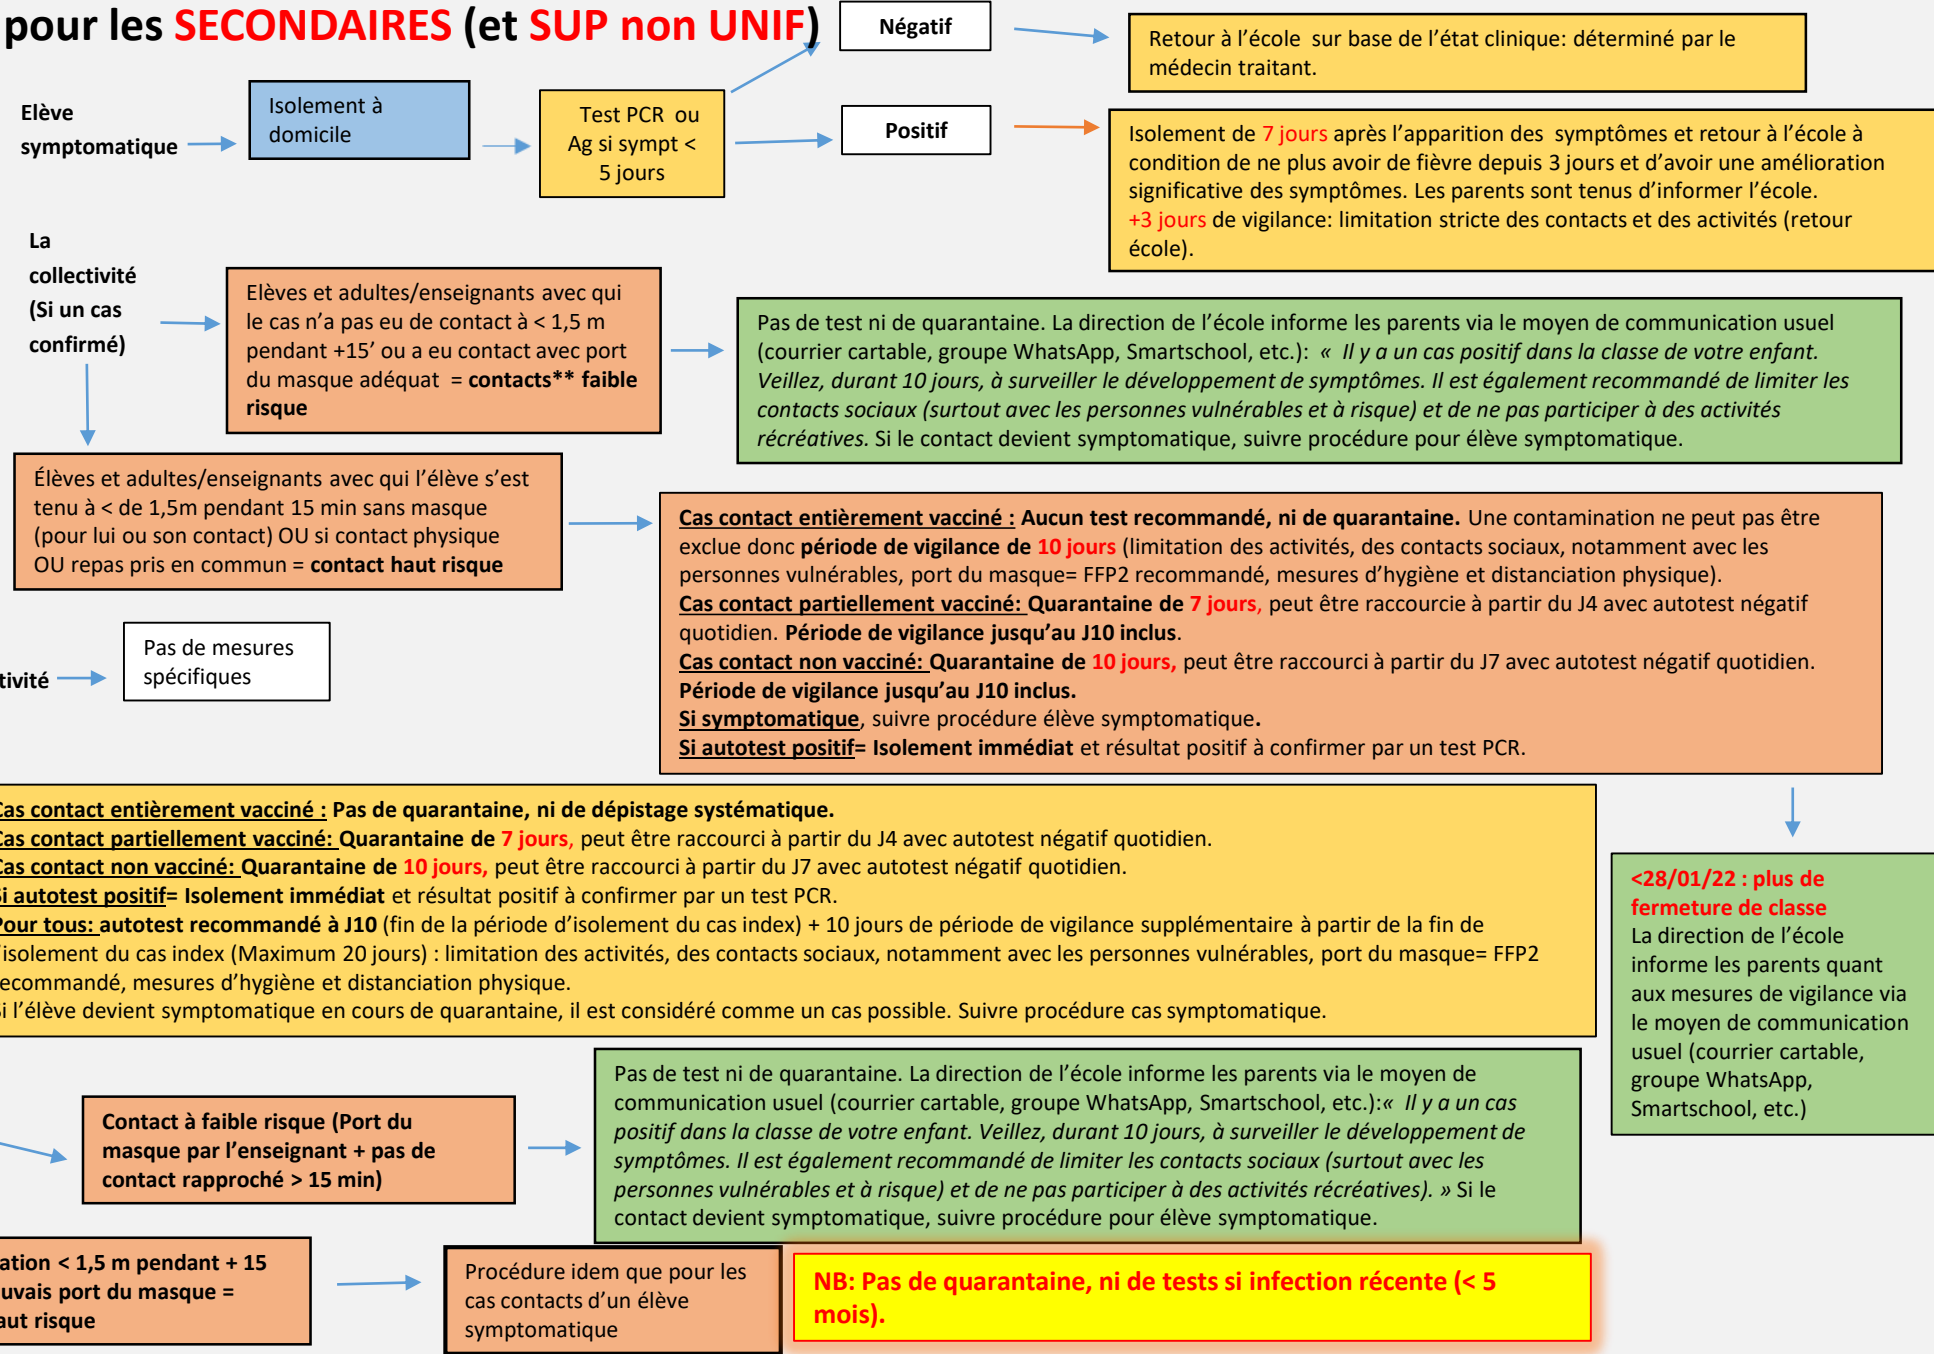 pour les SECONDAIRES (et SUP non UNIF)
Négatif
Retour à l’école sur base de l’état clinique: déterminé par le
médecin traitant.
Elève
symptomatique
Isolement à
domicile
Test PCR ou
Ag si sympt <
5 jours
Positif
Isolement de 7 jours après l’apparition des symptômes et retour à l’école à
condition de ne plus avoir de fièvre depuis 3 jours et d’avoir une amélioration
significative des symptômes. Les parents sont tenus d’informer l’école.
+3 jours de vigilance: limitation stricte des contacts et des activités (retour
école).
La
collectivité
(Si un cas
confirmé)
Elèves et adultes/enseignants avec qui
le cas n’a pas eu de contact à < 1,5 m
pendant +15’ ou a eu contact avec port
du masque adéquat = contacts** faible
risque
Pas de test ni de quarantaine. La direction de l’école informe les parents via le moyen de communication usuel
(courrier cartable, groupe WhatsApp, Smartschool, etc.): « Il y a un cas positif dans la classe de votre enfant.
Veillez, durant 10 jours, à surveiller le développement de symptômes. Il est également recommandé de limiter les
contacts sociaux (surtout avec les personnes vulnérables et à risque) et de ne pas participer à des activités
récréatives. Si le contact devient symptomatique, suivre procédure pour élève symptomatique.
Élèves et adultes/enseignants avec qui l’élève s’est
tenu à < de 1,5m pendant 15 min sans masque
(pour lui ou son contact) OU si contact physique
OU repas pris en commun = contact haut risque
Cas contact entièrement vacciné : Aucun test recommandé, ni de quarantaine. Une contamination ne peut pas être
exclue donc période de vigilance de 10 jours (limitation des activités, des contacts sociaux, notamment avec les
personnes vulnérables, port du masque= FFP2 recommandé, mesures d’hygiène et distanciation physique).
Cas contact partiellement vacciné: Quarantaine de 7 jours, peut être raccourcie à partir du J4 avec autotest négatif
quotidien. Période de vigilance jusqu’au J10 inclus.
Cas contact non vacciné: Quarantaine de 10 jours, peut être raccourci à partir du J7 avec autotest négatif quotidien.
Période de vigilance jusqu’au J10 inclus.
Si symptomatique, suivre procédure élève symptomatique.
Si autotest positif= Isolement immédiat et résultat positif à confirmer par un test PCR.
tivité
Pas de mesures
spécifiques
Cas contact entièrement vacciné : Pas de quarantaine, ni de dépistage systématique.
Cas contact partiellement vacciné: Quarantaine de 7 jours, peut être raccourci à partir du J4 avec autotest négatif quotidien.
Cas contact non vacciné: Quarantaine de 10 jours, peut être raccourci à partir du J7 avec autotest négatif quotidien.
Si autotest positif= Isolement immédiat et résultat positif à confirmer par un test PCR.
Pour tous: autotest recommandé à J10 (fin de la période d’isolement du cas index) + 10 jours de période de vigilance supplémentaire à partir de la fin de
’isolement du cas index (Maximum 20 jours) : limitation des activités, des contacts sociaux, notamment avec les personnes vulnérables, port du masque= FFP2
recommandé, mesures d’hygiène et distanciation physique.
Si l’élève devient symptomatique en cours de quarantaine, il est considéré comme un cas possible. Suivre procédure cas symptomatique.
<28/01/22 : plus de
fermeture de classe
La direction de l’école
informe les parents quant
aux mesures de vigilance via
le moyen de communication
usuel (courrier cartable,
groupe WhatsApp,
Smartschool, etc.)
Contact à faible risque (Port du
masque par l’enseignant + pas de
contact rapproché > 15 min)
Pas de test ni de quarantaine. La direction de l’école informe les parents via le moyen de
communication usuel (courrier cartable, groupe WhatsApp, Smartschool, etc.):« Il y a un cas
positif dans la classe de votre enfant. Veillez, durant 10 jours, à surveiller le développement de
symptômes. Il est également recommandé de limiter les contacts sociaux (surtout avec les
personnes vulnérables et à risque) et de ne pas participer à des activités récréatives). » Si le
contact devient symptomatique, suivre procédure pour élève symptomatique.
ation < 1,5 m pendant + 15
uvais port du masque =
aut risque
Procédure idem que pour les
cas contacts d’un élève
symptomatique
NB: Pas de quarantaine, ni de tests si infection récente (< 5
mois).